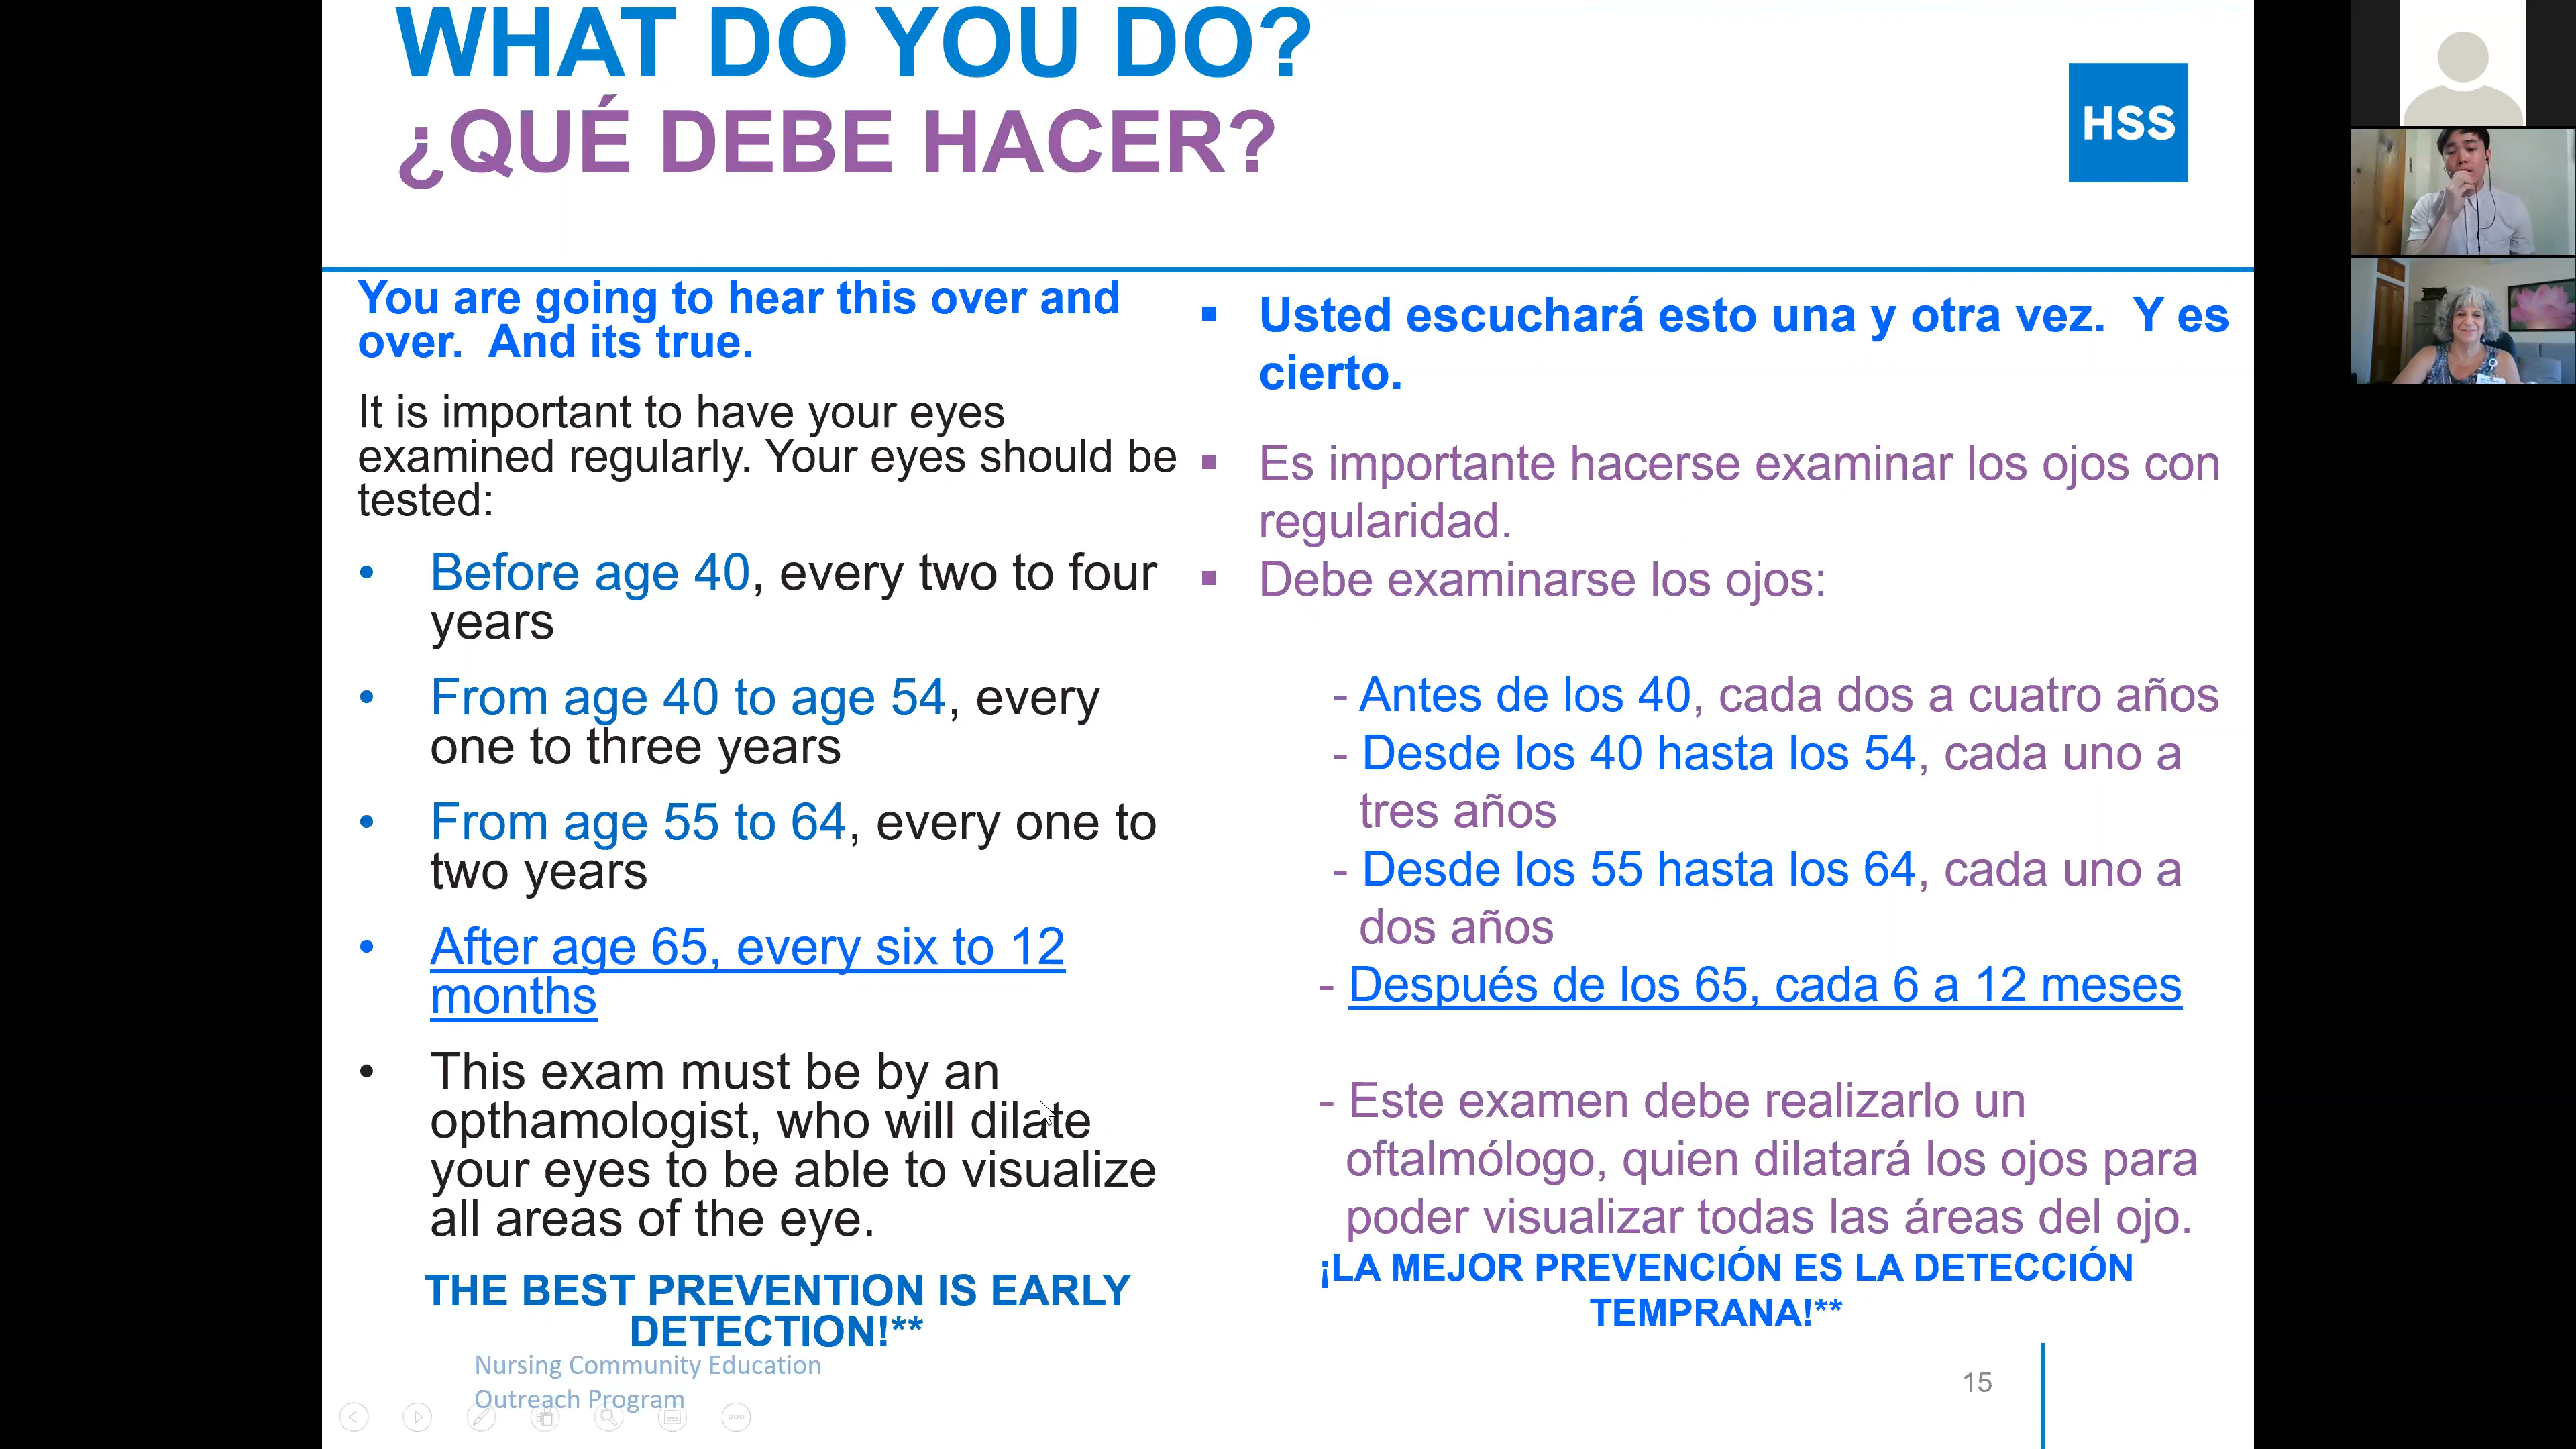 WHAT DO YOU DO?
¿QUÉ DEBE HACER?
HSS
You are going to hear this over and
over.  And its true.
It is important to have your eyes
examined regularly. Your eyes should be
tested:
• Before age 40, every two to four
years
• From age 40 to age 54, every
one to three years
• From age 55 to 64, every one to
two years
• After age 65, every six to 12
months
• This exam must be by an
opthamologist, who will dilate
your eyes to be able to visualize
all areas of the eye.
THE BEST PREVENTION IS EARLY
DETECTION!**
▪ Usted escuchará esto una y otra vez.  Y es
cierto.
▪ Es importante hacerse examinar los ojos con
regularidad.
▪ Debe examinarse los ojos:
- Antes de los 40, cada dos a cuatro años
- Desde los 40 hasta los 54, cada uno a
tres años
- Desde los 55 hasta los 64, cada uno a
dos años
- Después de los 65, cada 6 a 12 meses
- Este examen debe realizarlo un
oftalmólogo, quien dilatará los ojos para
poder visualizar todas las áreas del ojo.
¡LA MEJOR PREVENCIÓN ES LA DETECCIÓN
TEMPRANA!**
Nursing Community Education
Outreach Program
15